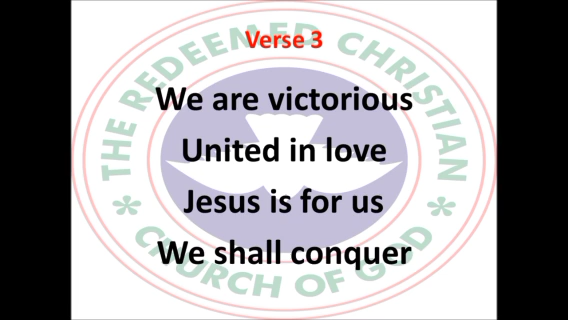 Verse 3
THE REDEEMED CHRISTIAN
We are victorious
United in love
Jesus is for us
We shall conquer
CHURCH OF GOD